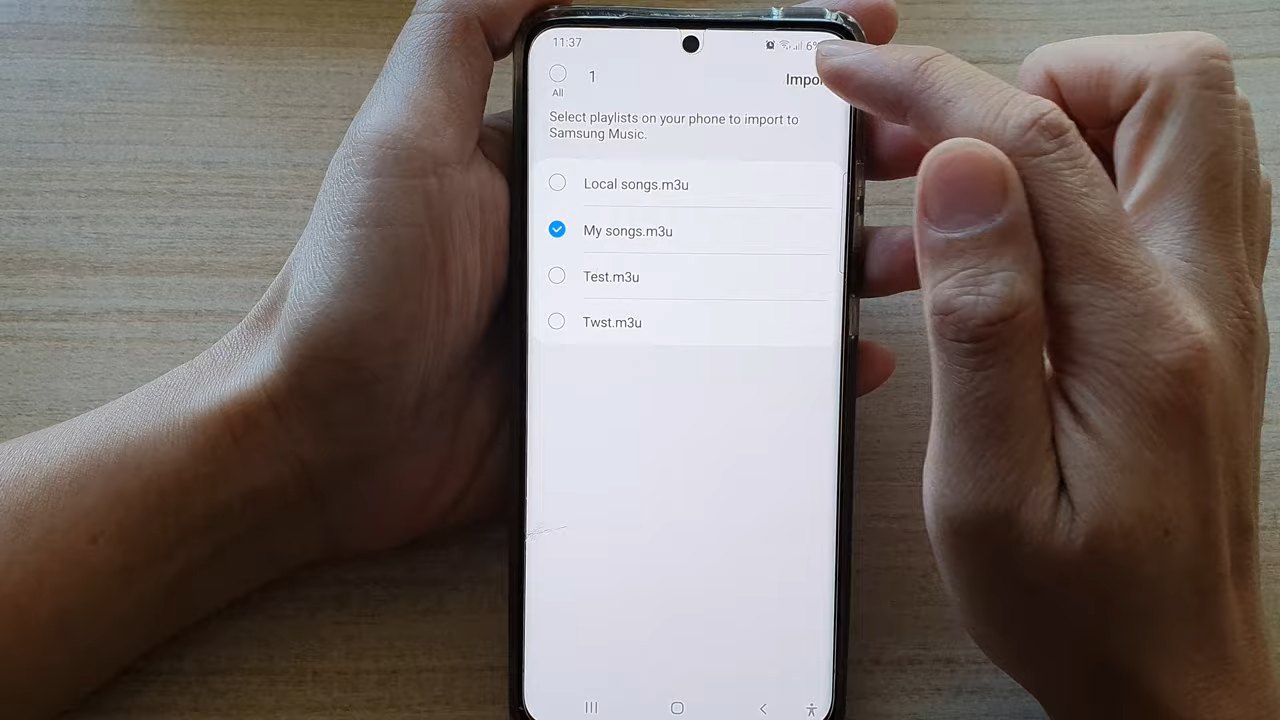 11:37
6%
1
Impor
All
Select playlists on your phone to import to
Samsung Music.
Local songs.m3u
My songs.m3u
Test.m3u
Twst.m3u